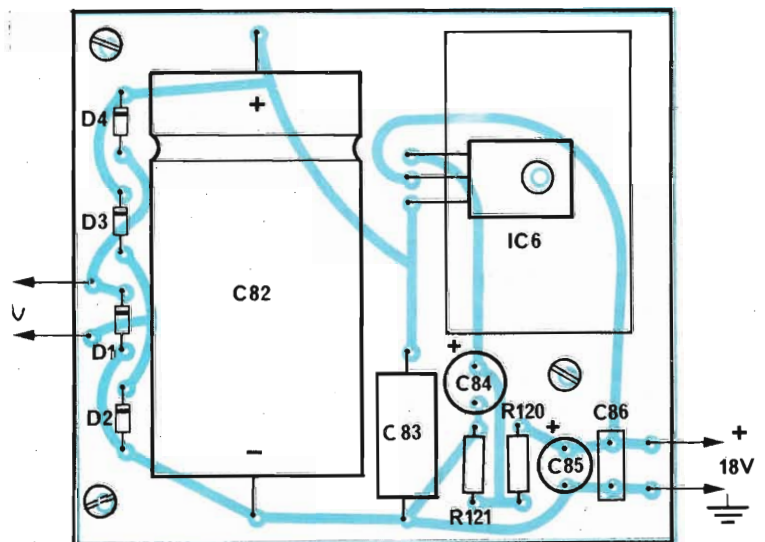 D4
+
D3
IC6
C82
D1
+
C84
D2
C83
R120
C86
+
+
C85
18V
−
R121